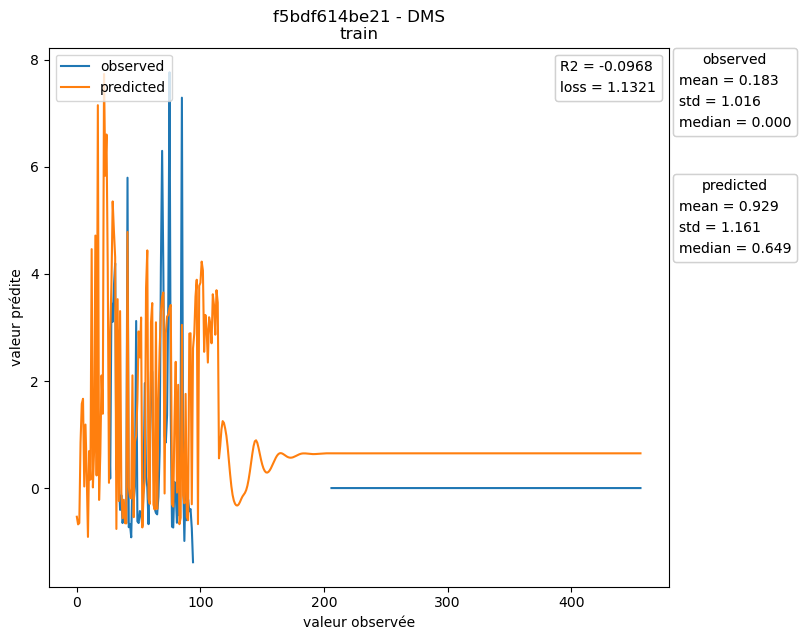 f5bdf614be21 - DMS
train
observed
predicted
R2 = -0.0968
loss = 1.1321
observed
mean = 0.183
std = 1.016
median = 0.000
predicted
mean = 0.929
std = 1.161
median = 0.649
valeur prédite
8
6
4
2
0
0 100 200 300 400
valeur observée